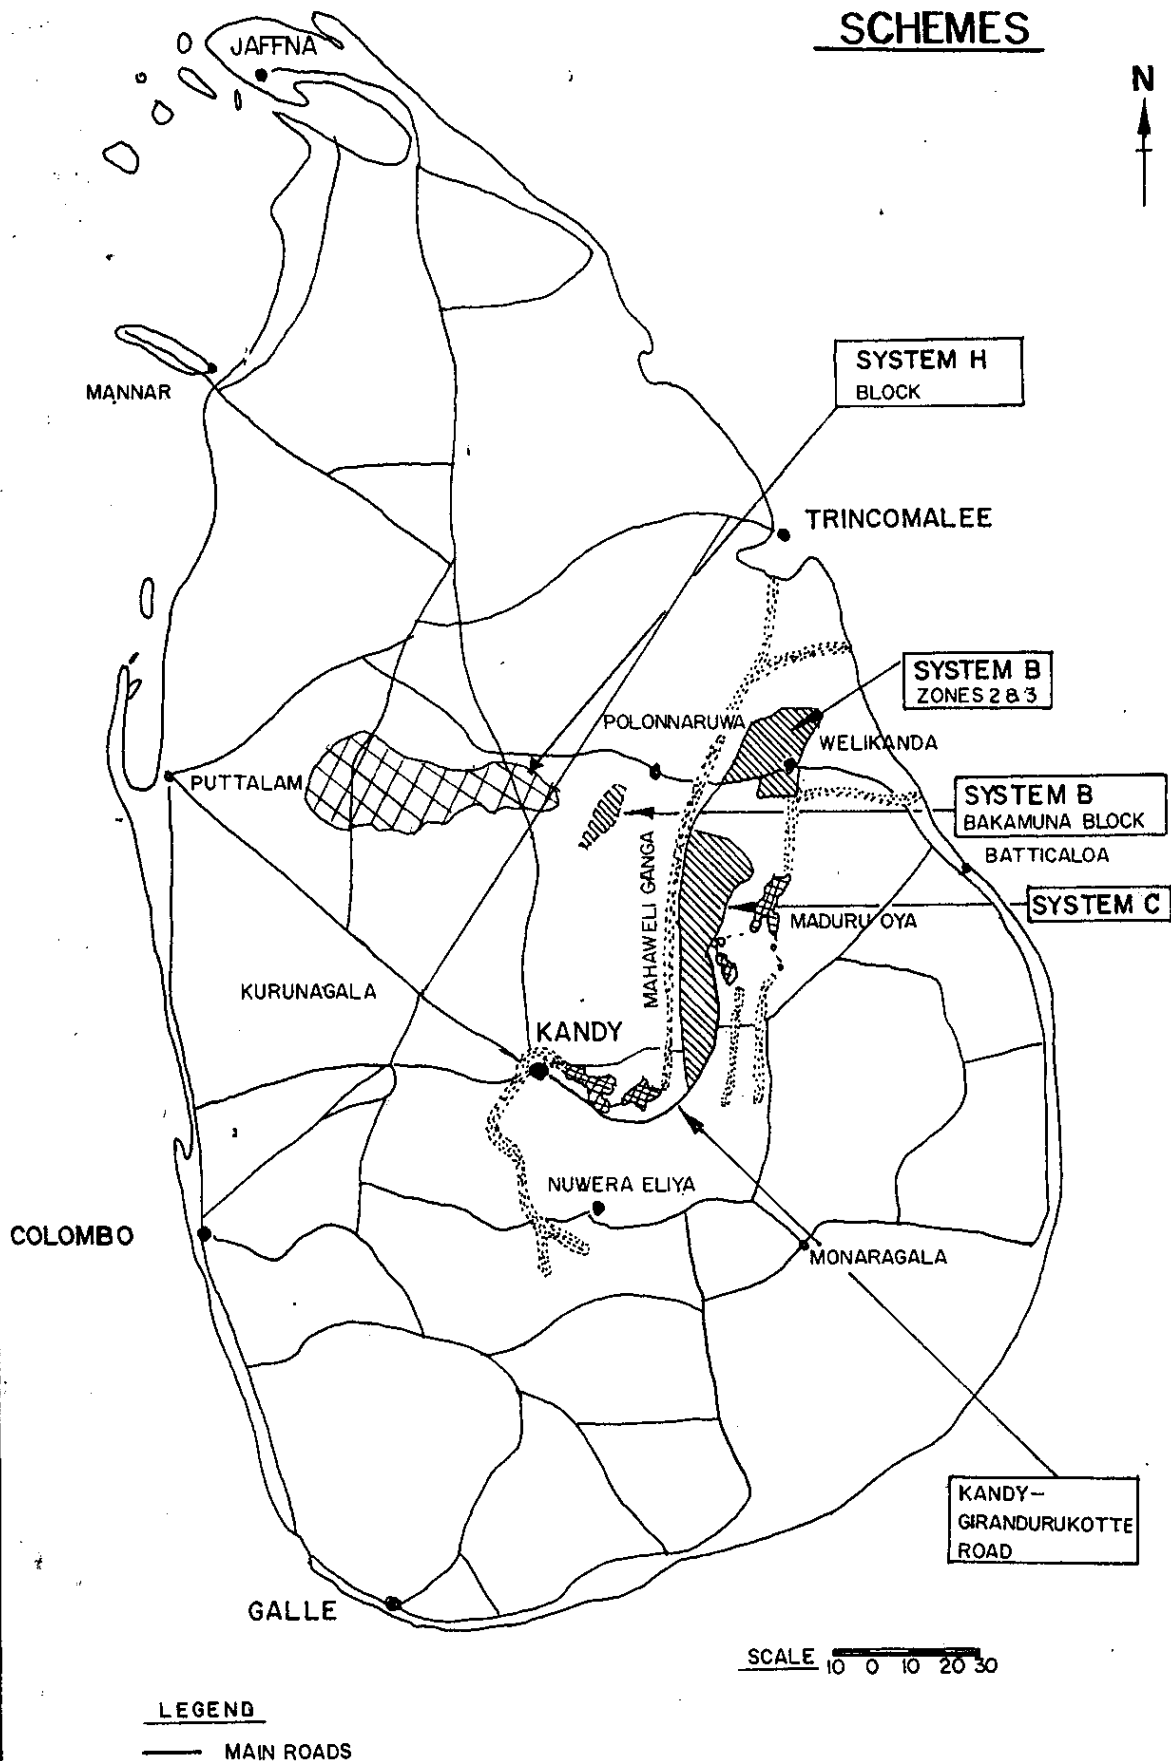 SCHEMES
JAFFNA
N
SYSTEM H
BLOCK
MANNAR
TRINCOMALEE
SYSTEM B
ZONES 2 & 3
POLONNARUWA
WELIKANDA
PUTTALAM
SYSTEM B
BAKAMUNA BLOCK
BATTICALOA
MAHAWELI GANGA
SYSTEM C
MADURU OYA
KURUNAGALA
KANDY
NUWERA ELIYA
COLOMBO
MONARAGALA
KANDY-
GIRANDURUKOTTE
ROAD
GALLE
SCALE 10 0 10 20 30
LEGEND
MAIN ROADS